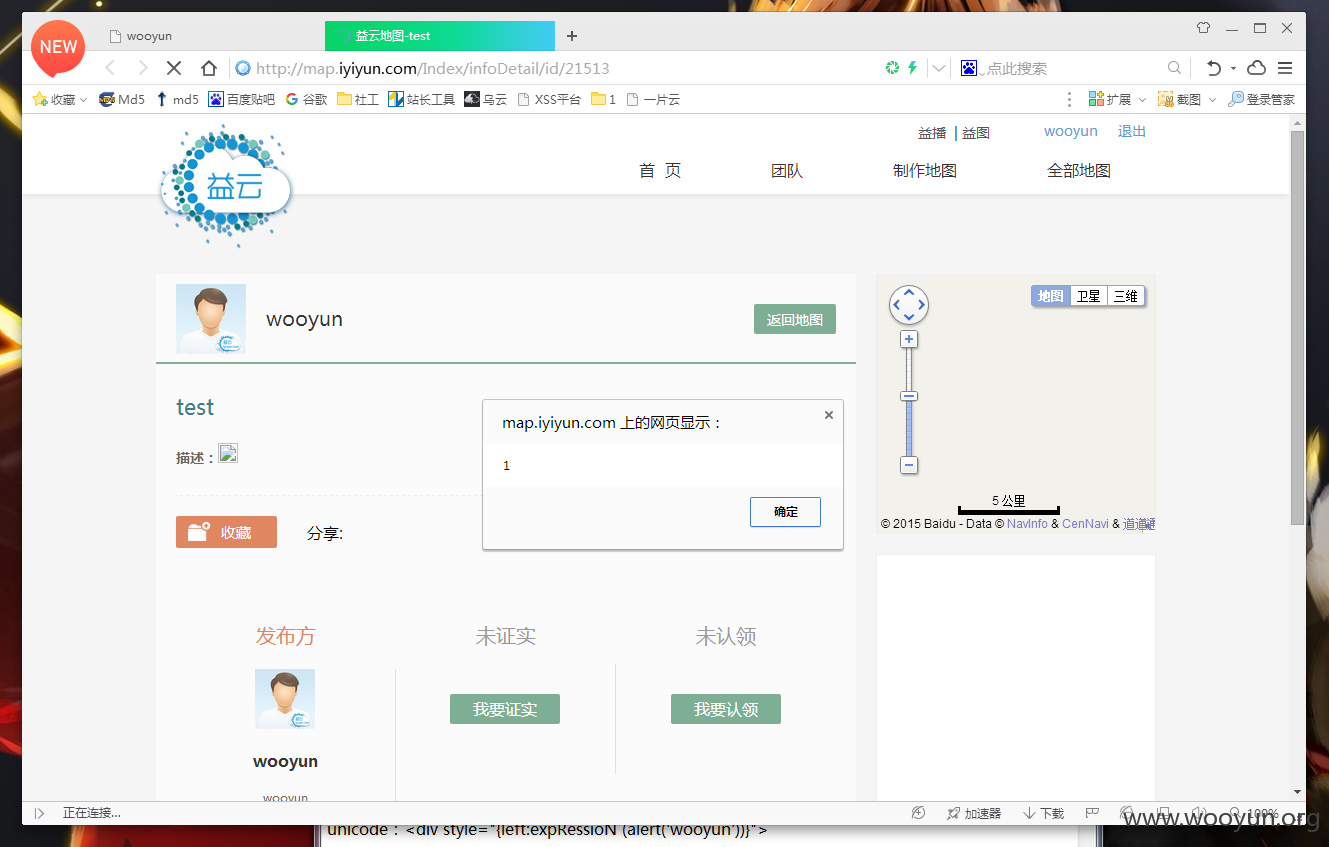 NEW
wooyun
益云地图-test
http://map.iyiyun.com/Index/infoDetail/id/21513
点此搜索
收藏 Md5 md5 百度贴吧 谷歌 社工 站长工具 乌云 XSS平台 1 一片云 扩展 截图 登录管家
益播 | 益图 wooyun 退出
益云
首 页 团队 制作地图 全部地图
wooyun
返回地图
地图 卫星 三维
test
描述：
map.iyiyun.com 上的网页显示：
1
确定
5 公里
© 2015 Baidu - Data © NavInfo & CenNavi & 道道通
收藏 分享:
发布方 未证实 未认领
我要证实 我要认领
wooyun
wooyun
正在连接... 加速器 下载 100%
www.wooyun.org
unicode：<div style="{left:expRessioN (alert('wooyun'))}">